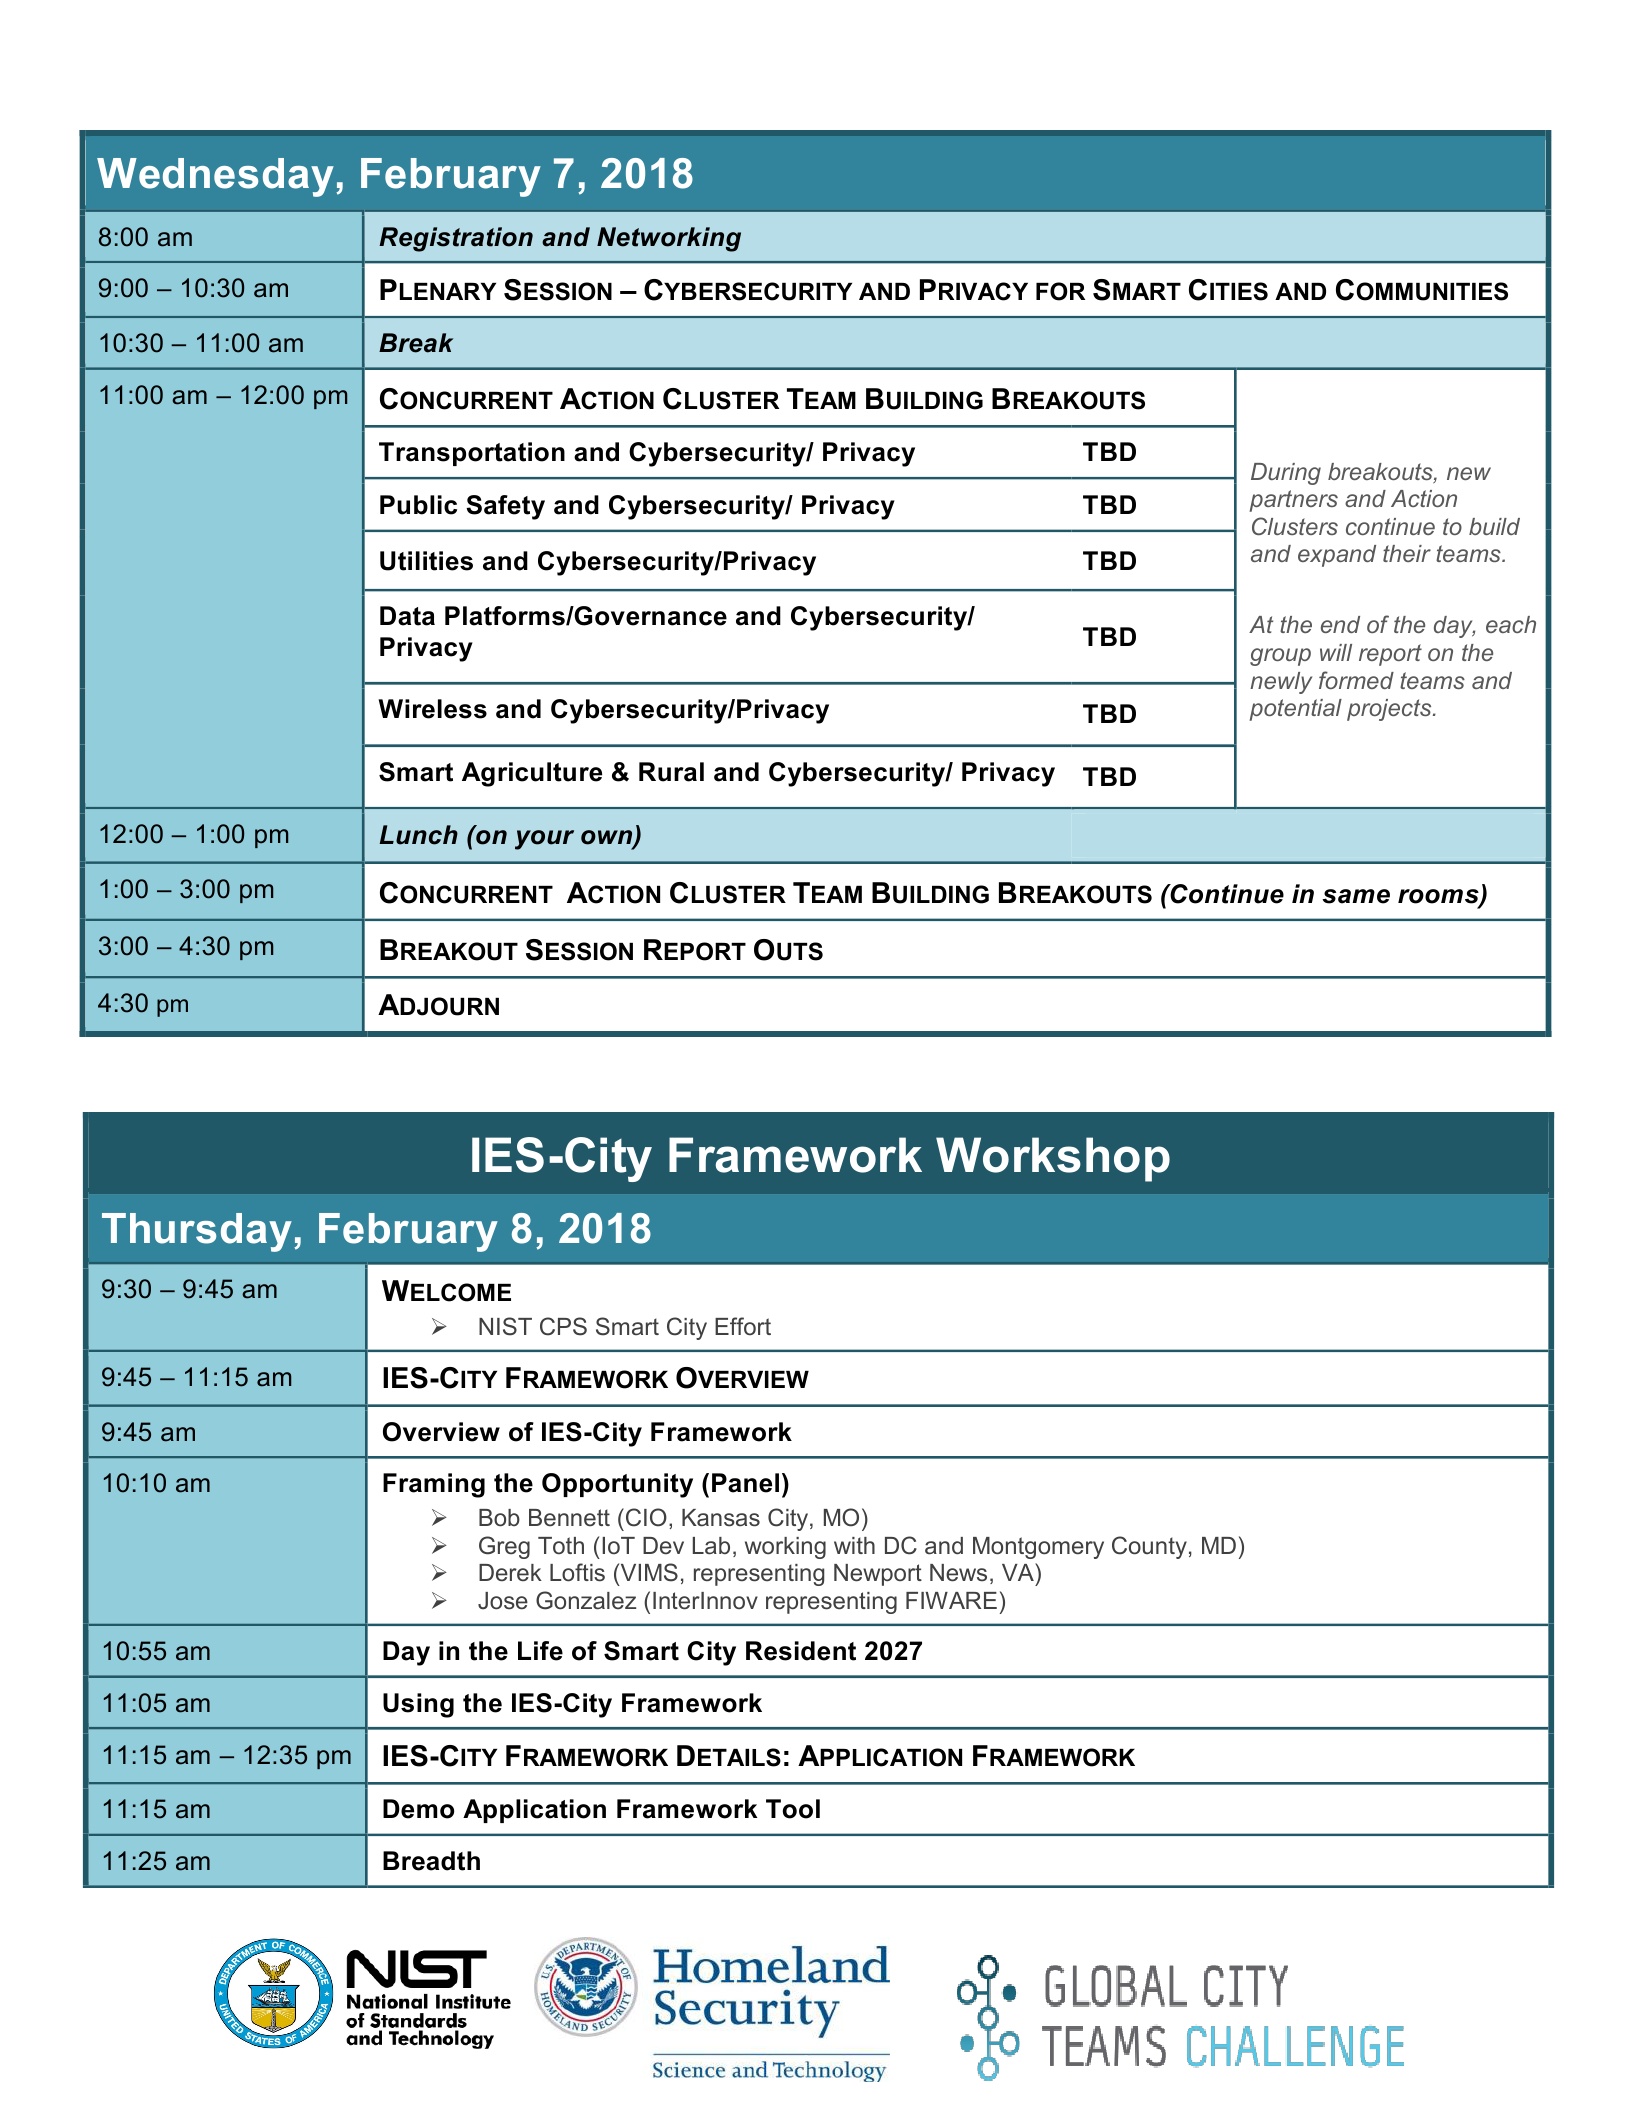 Wednesday, February 7, 2018
8:00 am
Registration and Networking
9:00 – 10:30 am
PLENARY SESSION – CYBERSECURITY AND PRIVACY FOR SMART CITIES AND COMMUNITIES
10:30 – 11:00 am
Break
11:00 am – 12:00 pm
CONCURRENT ACTION CLUSTER TEAM BUILDING BREAKOUTS
Transportation and Cybersecurity/ Privacy TBD
Public Safety and Cybersecurity/ Privacy TBD
Utilities and Cybersecurity/Privacy TBD
Data Platforms/Governance and Cybersecurity/
Privacy
TBD
Wireless and Cybersecurity/Privacy TBD
Smart Agriculture & Rural and Cybersecurity/ Privacy TBD
During breakouts, new
partners and Action
Clusters continue to build
and expand their teams.
At the end of the day, each
group will report on the
newly formed teams and
potential projects.
12:00 – 1:00 pm
Lunch (on your own)
1:00 – 3:00 pm
CONCURRENT ACTION CLUSTER TEAM BUILDING BREAKOUTS (Continue in same rooms)
3:00 – 4:30 pm
BREAKOUT SESSION REPORT OUTS
4:30 pm
ADJOURN
IES-City Framework Workshop
Thursday, February 8, 2018
9:30 – 9:45 am
WELCOME
➢ NIST CPS Smart City Effort
9:45 – 11:15 am
IES-CITY FRAMEWORK OVERVIEW
9:45 am
Overview of IES-City Framework
10:10 am
Framing the Opportunity (Panel)
➢ Bob Bennett (CIO, Kansas City, MO)
➢ Greg Toth (IoT Dev Lab, working with DC and Montgomery County, MD)
➢ Derek Loftis (VIMS, representing Newport News, VA)
➢ Jose Gonzalez (InterInnov representing FIWARE)
10:55 am
Day in the Life of Smart City Resident 2027
11:05 am
Using the IES-City Framework
11:15 am – 12:35 pm
IES-CITY FRAMEWORK DETAILS: APPLICATION FRAMEWORK
11:15 am
Demo Application Framework Tool
11:25 am
Breadth
DEPARTMENT OF COMMERCE
UNITED STATES OF AMERICA
NIST
National Institute
of Standards
and Technology
U.S. DEPARTMENT OF
HOMELAND SECURITY
Homeland
Security
Science and Technology
GLOBAL CITY
TEAMS CHALLENGE